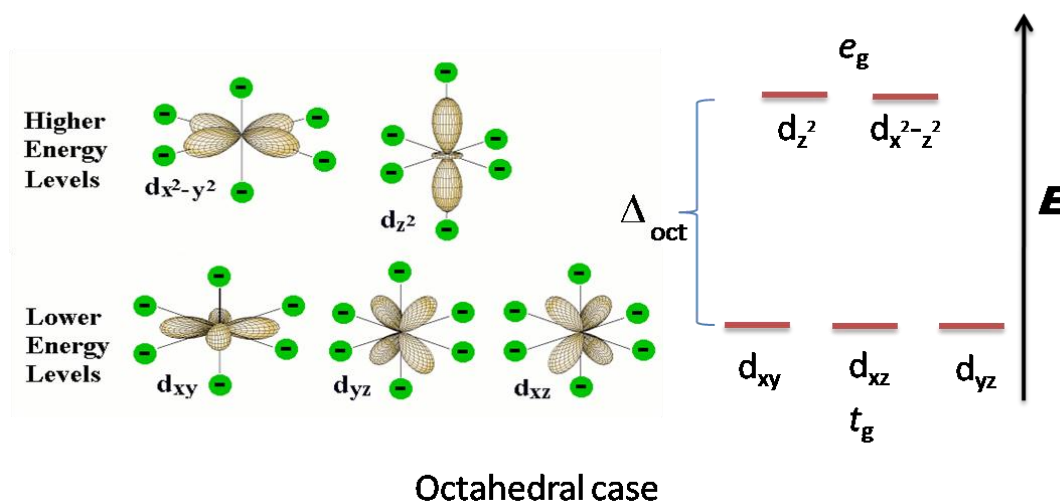 Higher
Energy
Levels
dx²-y²
dz²
Lower
Energy
Levels
dxy
dyz
dxz
Δoct
eg
dz²
dx²-z²
E
dxy
dxz
dyz
tg
Octahedral case